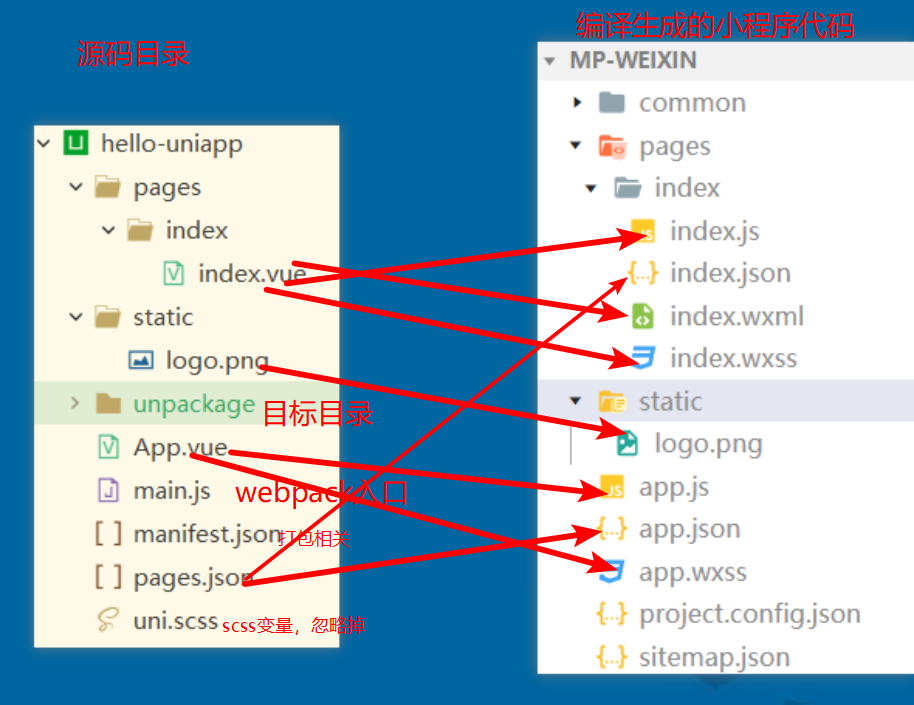 源码目录
hello-uniapp
pages
index
index.vue
static
logo.png
unpackage 目标目录
App.vue
main.js webpack入口
manifest.json 打包相关
pages.json
uni.scss scss变量，忽略掉
编译生成的小程序代码
MP-WEIXIN
common
pages
index
index.js
index.json
index.wxml
index.wxss
static
logo.png
app.js
app.json
app.wxss
project.config.json
sitemap.json